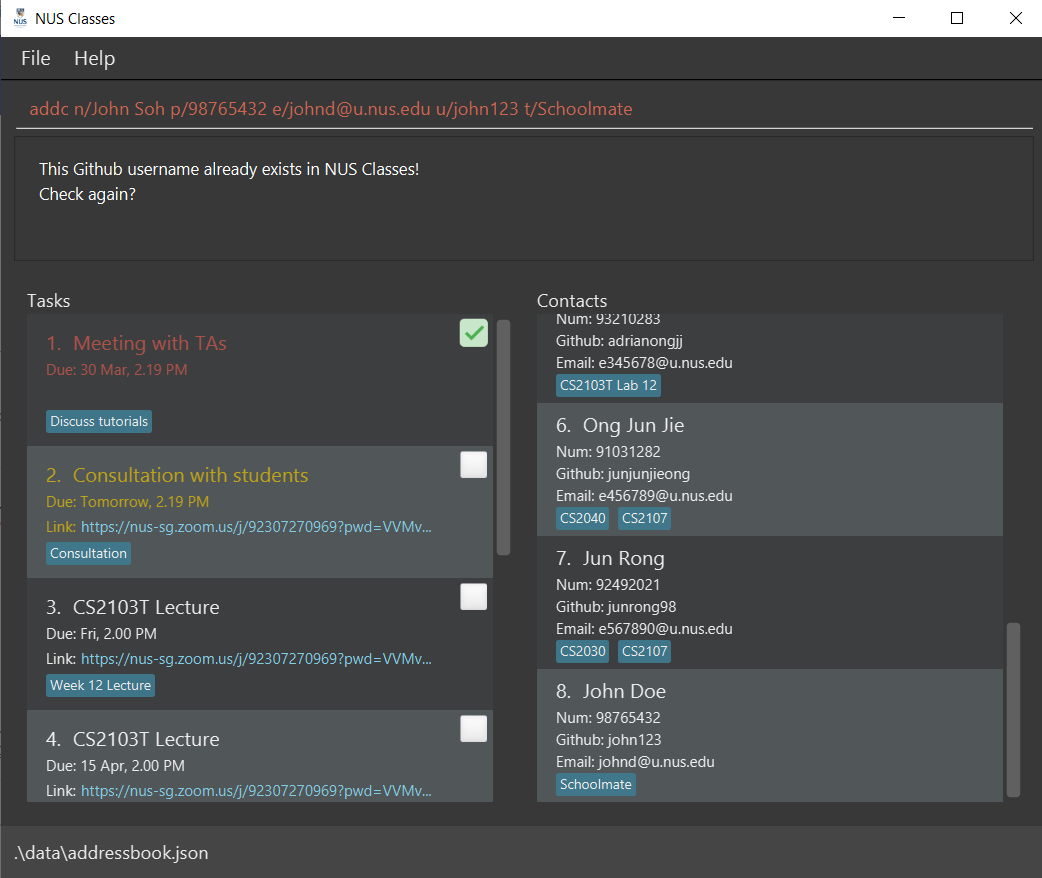 NUS Classes
File Help
addc n/John Soh p/98765432 e/johnd@u.nus.edu u/john123 t/Schoolmate
This Github username already exists in NUS Classes!
Check again?
Tasks
1. Meeting with TAs
Due: 30 Mar, 2.19 PM
Discuss tutorials
2. Consultation with students
Due: Tomorrow, 2.19 PM
Link: https://nus-sg.zoom.us/j/92307270969?pwd=VVMv...
Consultation
3. CS2103T Lecture
Due: Fri, 2.00 PM
Link: https://nus-sg.zoom.us/j/92307270969?pwd=VVMv...
Week 12 Lecture
4. CS2103T Lecture
Due: 15 Apr, 2.00 PM
Link: https://nus-sg.zoom.us/j/92307270969?pwd=VVMv...
Contacts
Num: 93210283
Github: adrianongjj
Email: e345678@u.nus.edu
CS2103T Lab 12
6. Ong Jun Jie
Num: 91031282
Github: junjunjieong
Email: e456789@u.nus.edu
CS2040 CS2107
7. Jun Rong
Num: 92492021
Github: junrong98
Email: e567890@u.nus.edu
CS2030 CS2107
8. John Doe
Num: 98765432
Github: john123
Email: johnd@u.nus.edu
Schoolmate
.\data\addressbook.json